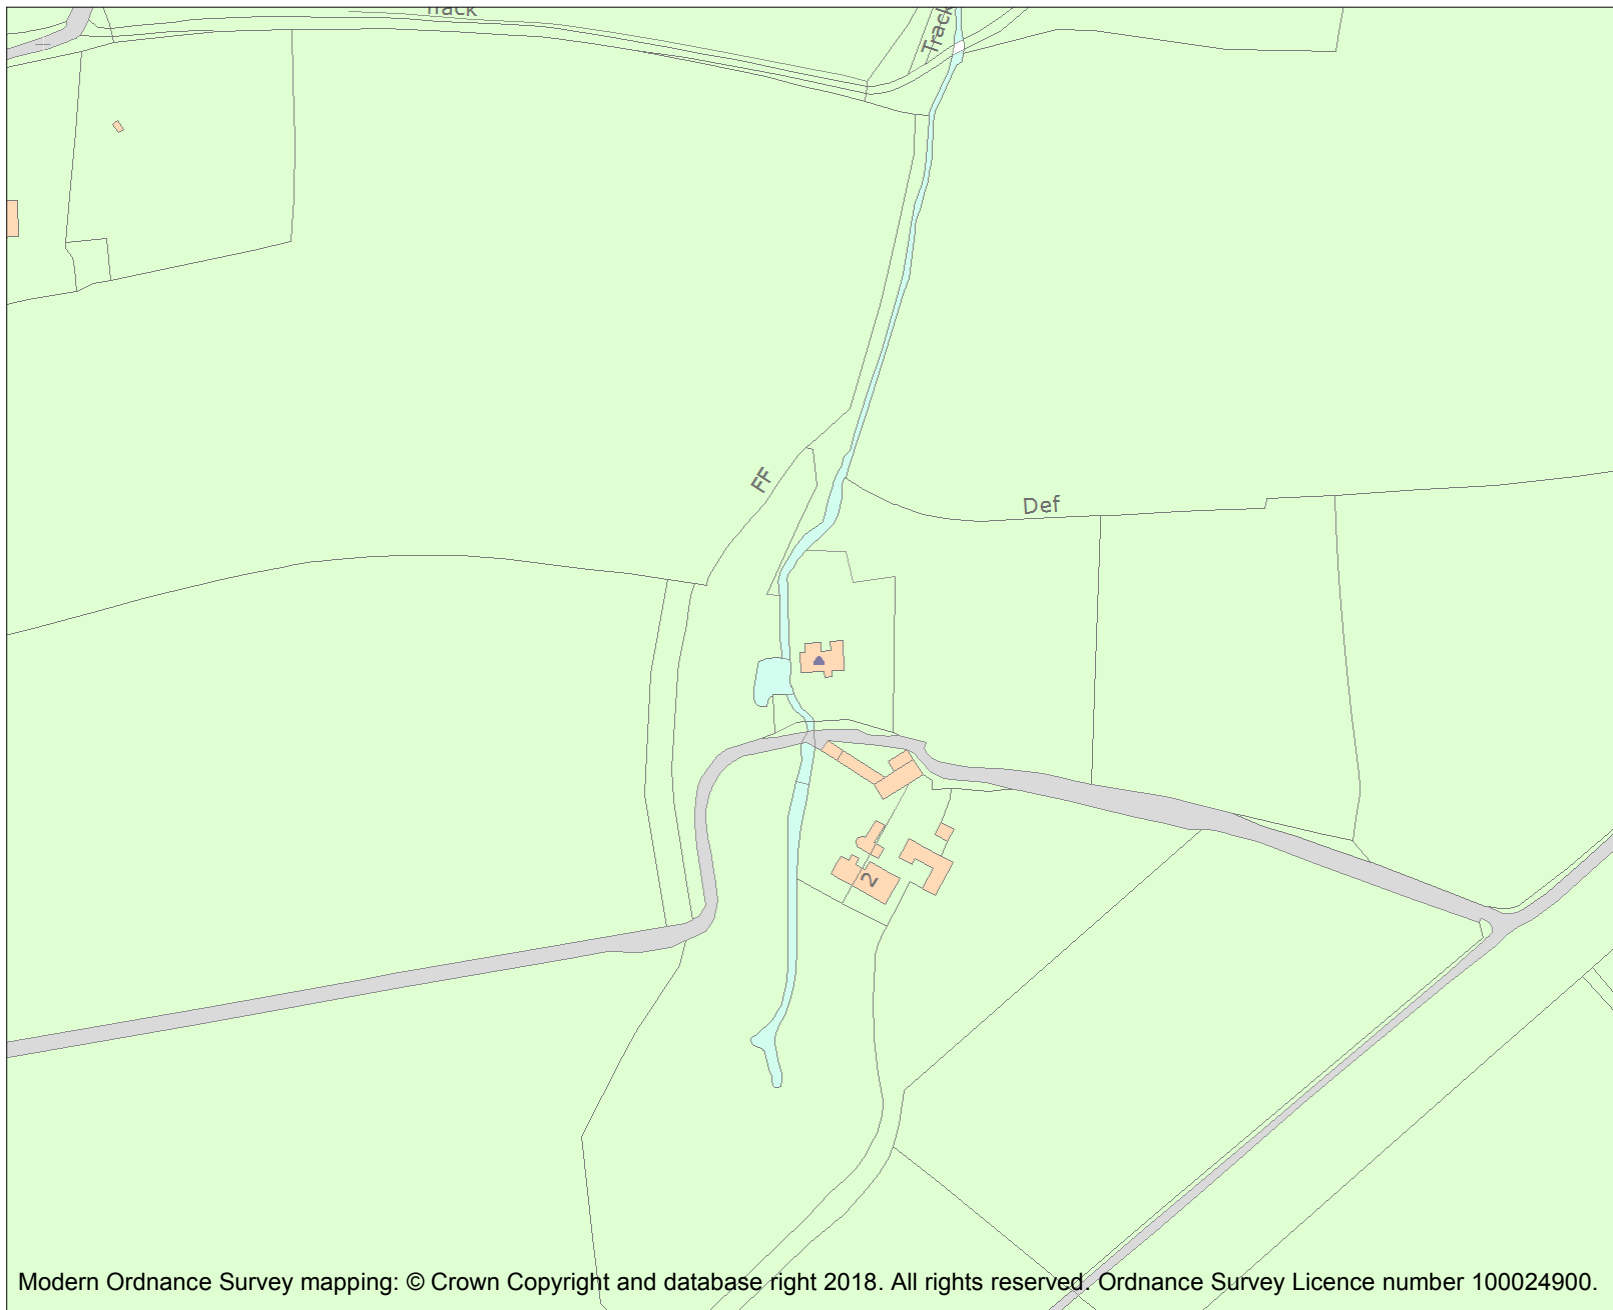 Track
Track
FF
Def
2
Modern Ordnance Survey mapping: © Crown Copyright and database right 2018. All rights reserved. Ordnance Survey Licence number 100024900.